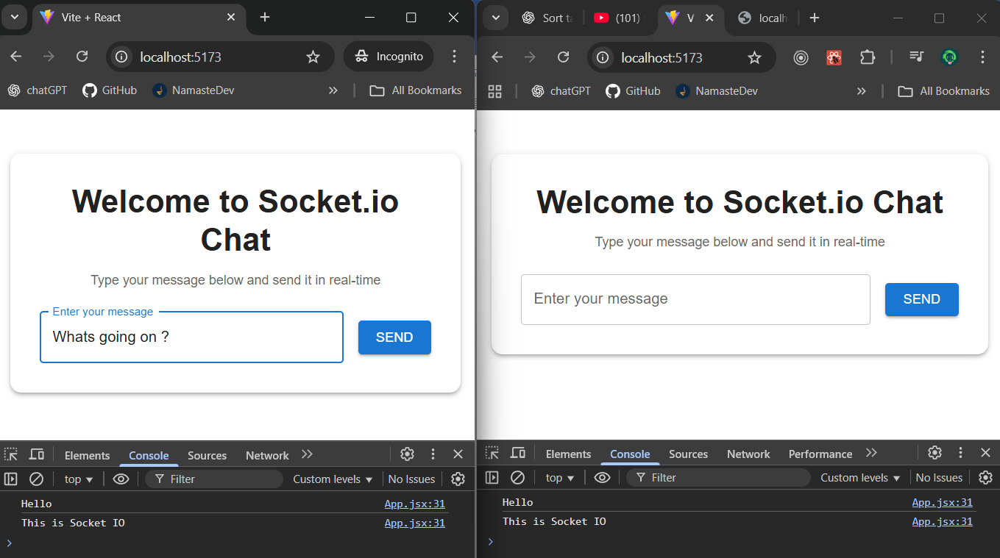 Vite + React
localhost:5173
Incognito
chatGPT
GitHub
NamasteDev
All Bookmarks
Welcome to Socket.io
Chat
Type your message below and send it in real-time
Enter your message
Whats going on ?
SEND
Elements
Console
Sources
Network
top
Filter
Custom levels
No Issues
Hello
App.jsx:31
This is Socket IO
App.jsx:31
Sort ta
(101)
V
localh
localhost:5173
chatGPT
GitHub
NamasteDev
All Bookmarks
Welcome to Socket.io Chat
Type your message below and send it in real-time
Enter your message
SEND
Elements
Console
Sources
Network
Performance
top
Filter
Custom levels
No Issues
Hello
App.jsx:31
This is Socket IO
App.jsx:31